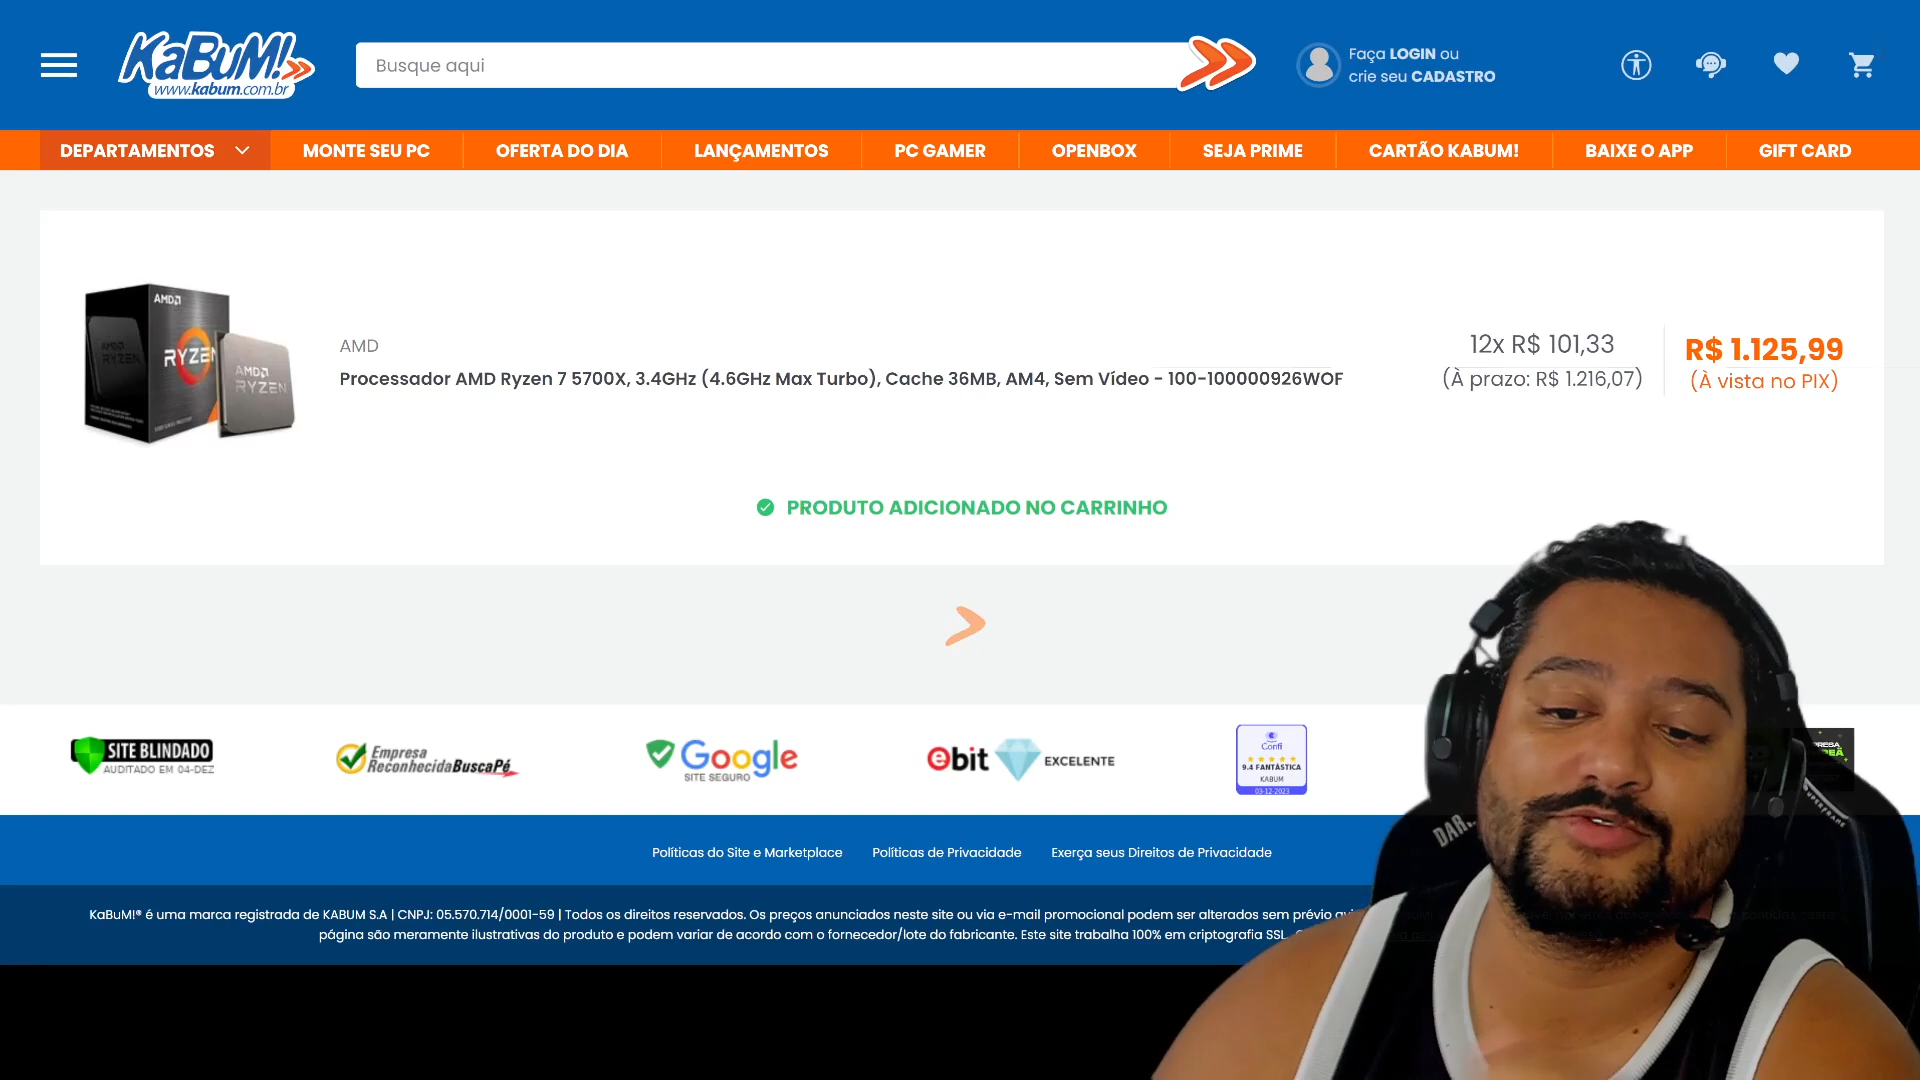 KaBuM!
www.kabum.com.br
Busque aqui
Faça LOGIN ou
crie seu CADASTRO
DEPARTAMENTOS
MONTE SEU PC
OFERTA DO DIA
LANÇAMENTOS
PC GAMER
OPENBOX
SEJA PRIME
CARTÃO KABUM!
BAIXE O APP
GIFT CARD
AMD
RYZEN
AMD
RYZEN
AMD
Processador AMD Ryzen 7 5700X, 3.4GHz (4.6GHz Max Turbo), Cache 36MB, AM4, Sem Vídeo - 100-100000926WOF
12x R$ 101,33
(À prazo: R$ 1.216,07)
R$ 1.125,99
(À vista no PIX)
PRODUTO ADICIONADO NO CARRINHO
SITE BLINDADO
AUDITADO EM 04-DEZ
Empresa
ReconhecidaBuscaPé
Google
SITE SEGURO
ebit EXCELENTE
Confi
9.4 FANTÁSTICA
KABUM
03-12-2023
Políticas do Site e Marketplace
Políticas de Privacidade
Exerça seus Direitos de Privacidade
KaBuM!® é uma marca registrada de KABUM S.A | CNPJ: 05.570.714/0001-59 | Todos os direitos reservados. Os preços anunciados neste site ou via e-mail promocional podem ser alterados sem prévio
página são meramente ilustrativas do produto e podem variar de acordo com o fornecedor/lote do fabricante. Este site trabalha 100% em criptografia SSL.